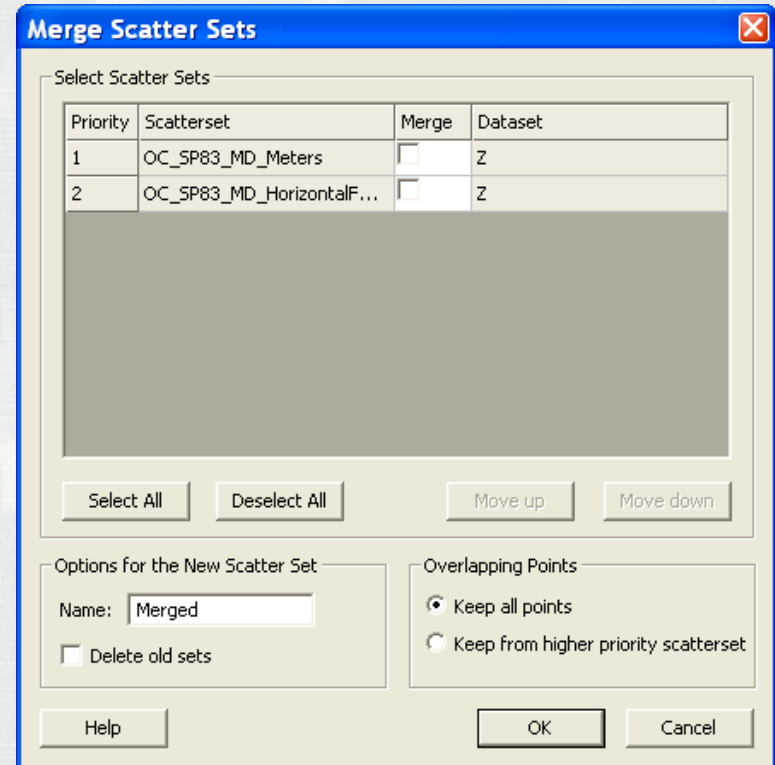 Merge Scatter Sets
Select Scatter Sets
Priority Scatterset Merge Dataset
1 OC_SP83_MD_Meters Z
2 OC_SP83_MD_HorizontalF... Z
Select All Deselect All Move up Move down
Options for the New Scatter Set
Name: Merged
Delete old sets
Overlapping Points
Keep all points
Keep from higher priority scatterset
Help OK Cancel